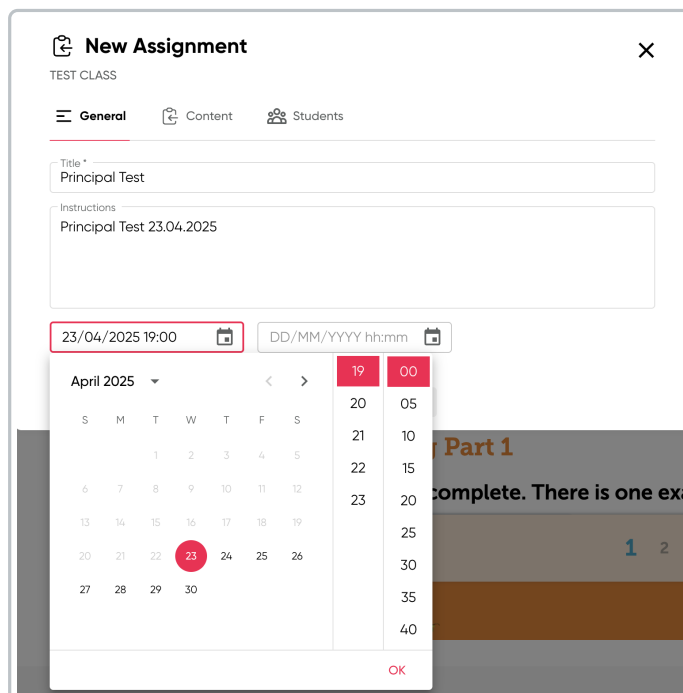 New Assignment
TEST CLASS
General Content Students
Title *
Principal Test
Instructions
Principal Test 23.04.2025
23/04/2025 19:00 DD/MM/YYYY hh:mm
April 2025
S M T W T F S
1 2 3 4 5
6 7 8 9 10 11 12
13 14 15 16 17 18 19
20 21 22 23 24 25 26
27 28 29 30
19 00
20 05
21 10
22 15
23 20
25
30
35
40
OK
Part 1
complete. There is one
1 2